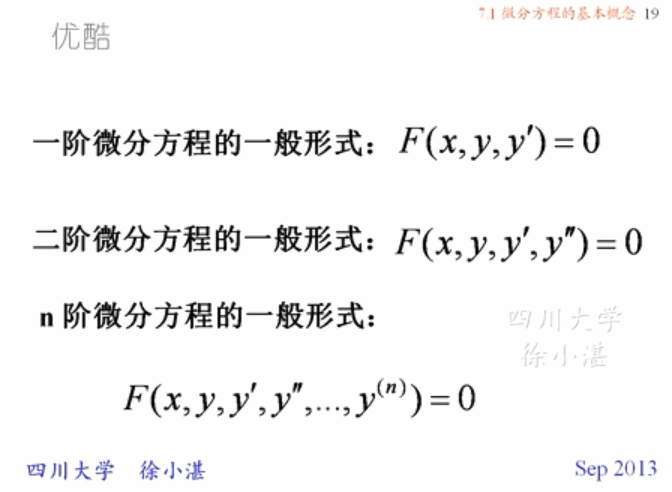 7.1 微分方程的基本概念 19
优酷
一阶微分方程的一般形式： F(x, y, y′) = 0
二阶微分方程的一般形式： F(x, y, y′, y″) = 0
n 阶微分方程的一般形式：
四川大学
徐小湛
F(x, y, y′, y″, ..., y⁽ⁿ⁾) = 0
四川大学 徐小湛 Sep 2013